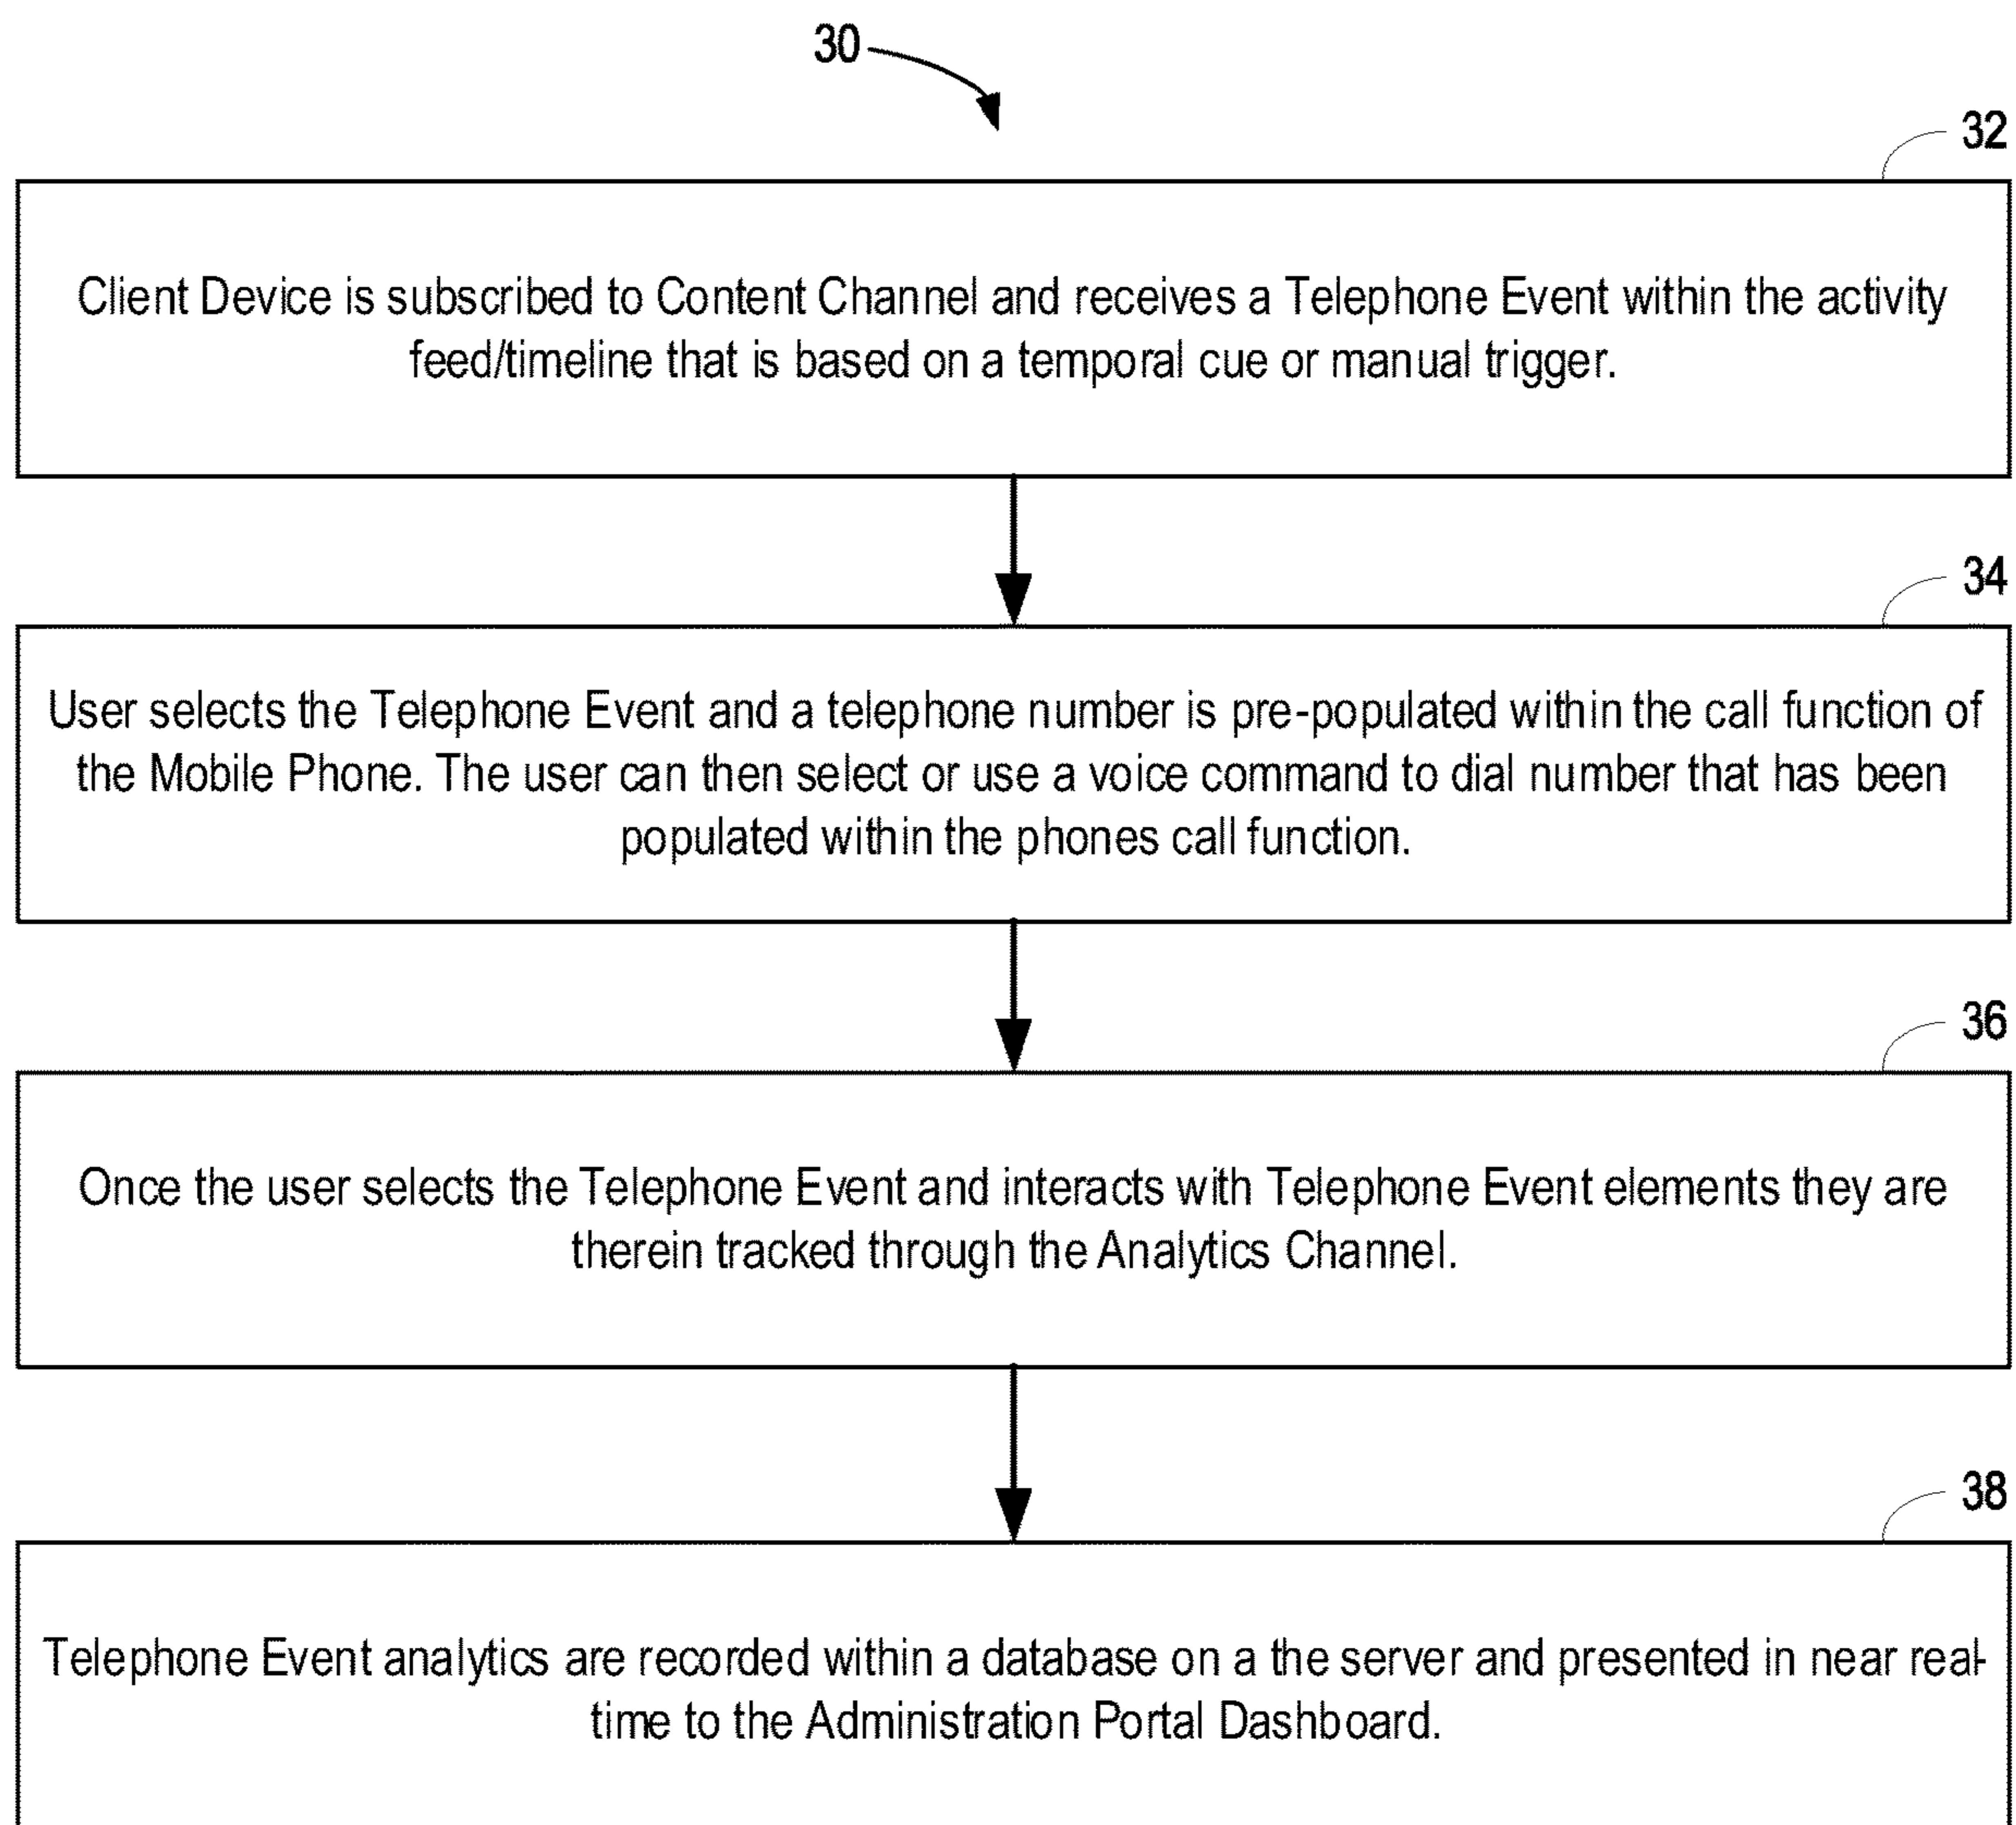 30
32
Client Device is subscribed to Content Channel and receives a Telephone Event within the activity
feed/timeline that is based on a temporal cue or manual trigger.
34
User selects the Telephone Event and a telephone number is pre-populated within the call function of
the Mobile Phone. The user can then select or use a voice command to dial number that has been
populated within the phones call function.
36
Once the user selects the Telephone Event and interacts with Telephone Event elements they are
therein tracked through the Analytics Channel.
38
Telephone Event analytics are recorded within a database on a the server and presented in near real-
time to the Administration Portal Dashboard.